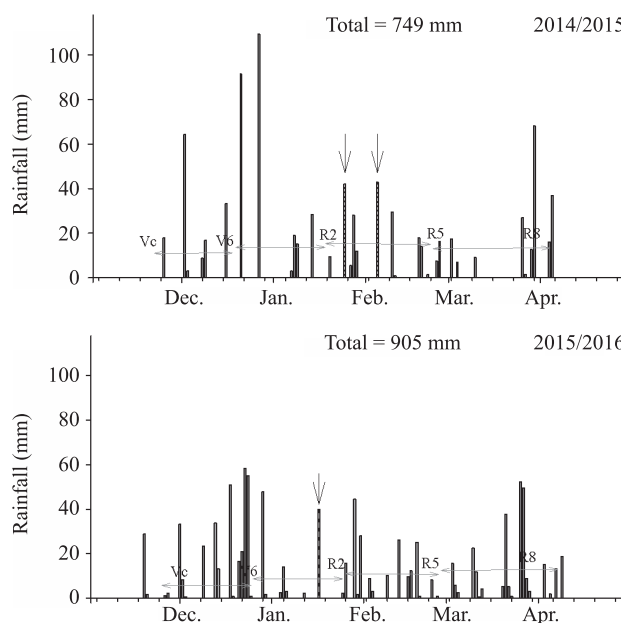 Total = 749 mm 2014/2015
Rainfall (mm)
100
80
60
40
20
0
Vc V6 R2 R5 R8
Dec. Jan. Feb. Mar. Apr.
Total = 905 mm 2015/2016
Rainfall (mm)
100
80
60
40
20
0
Vc V6 R2 R5 R8
Dec. Jan. Feb. Mar. Apr.